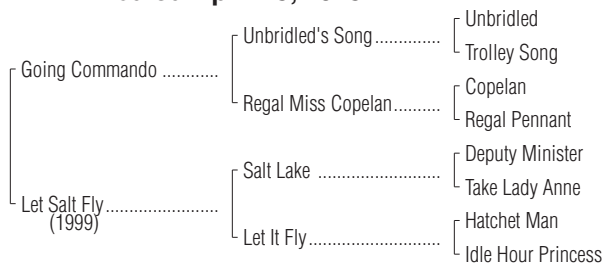 Unbridled
Unbridled's Song
Trolley Song
Going Commando
Copelan
Regal Miss Copelan
Regal Pennant
Deputy Minister
Salt Lake
Take Lady Anne
Let Salt Fly
(1999)
Hatchet Man
Let It Fly
Idle Hour Princess